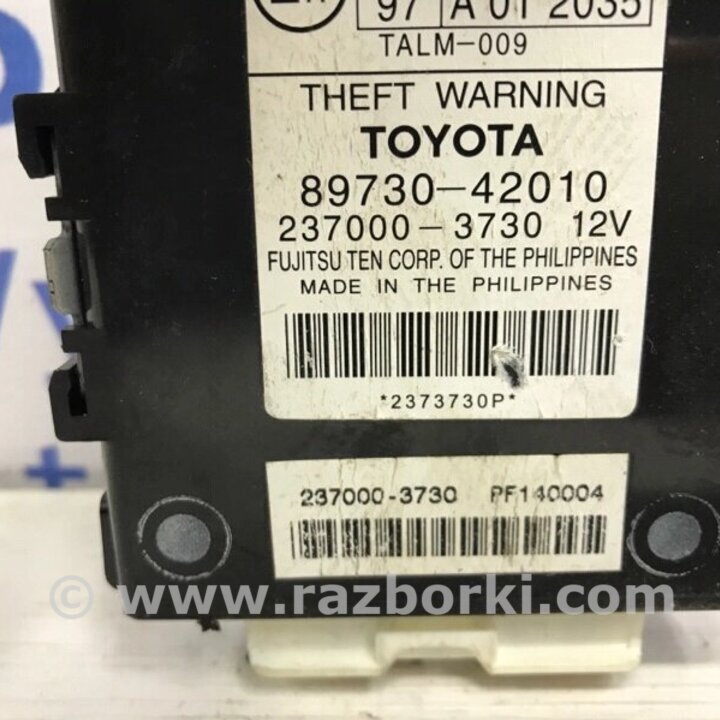 97 A 01 2035
TALM-009
THEFT WARNING
TOYOTA
89730-42010
237000-3730 12V
FUJITSU TEN CORP. OF THE PHILIPPINES
MADE IN THE PHILIPPINES
*2373730P*
237000-3730 PF140004
© www.razborki.com